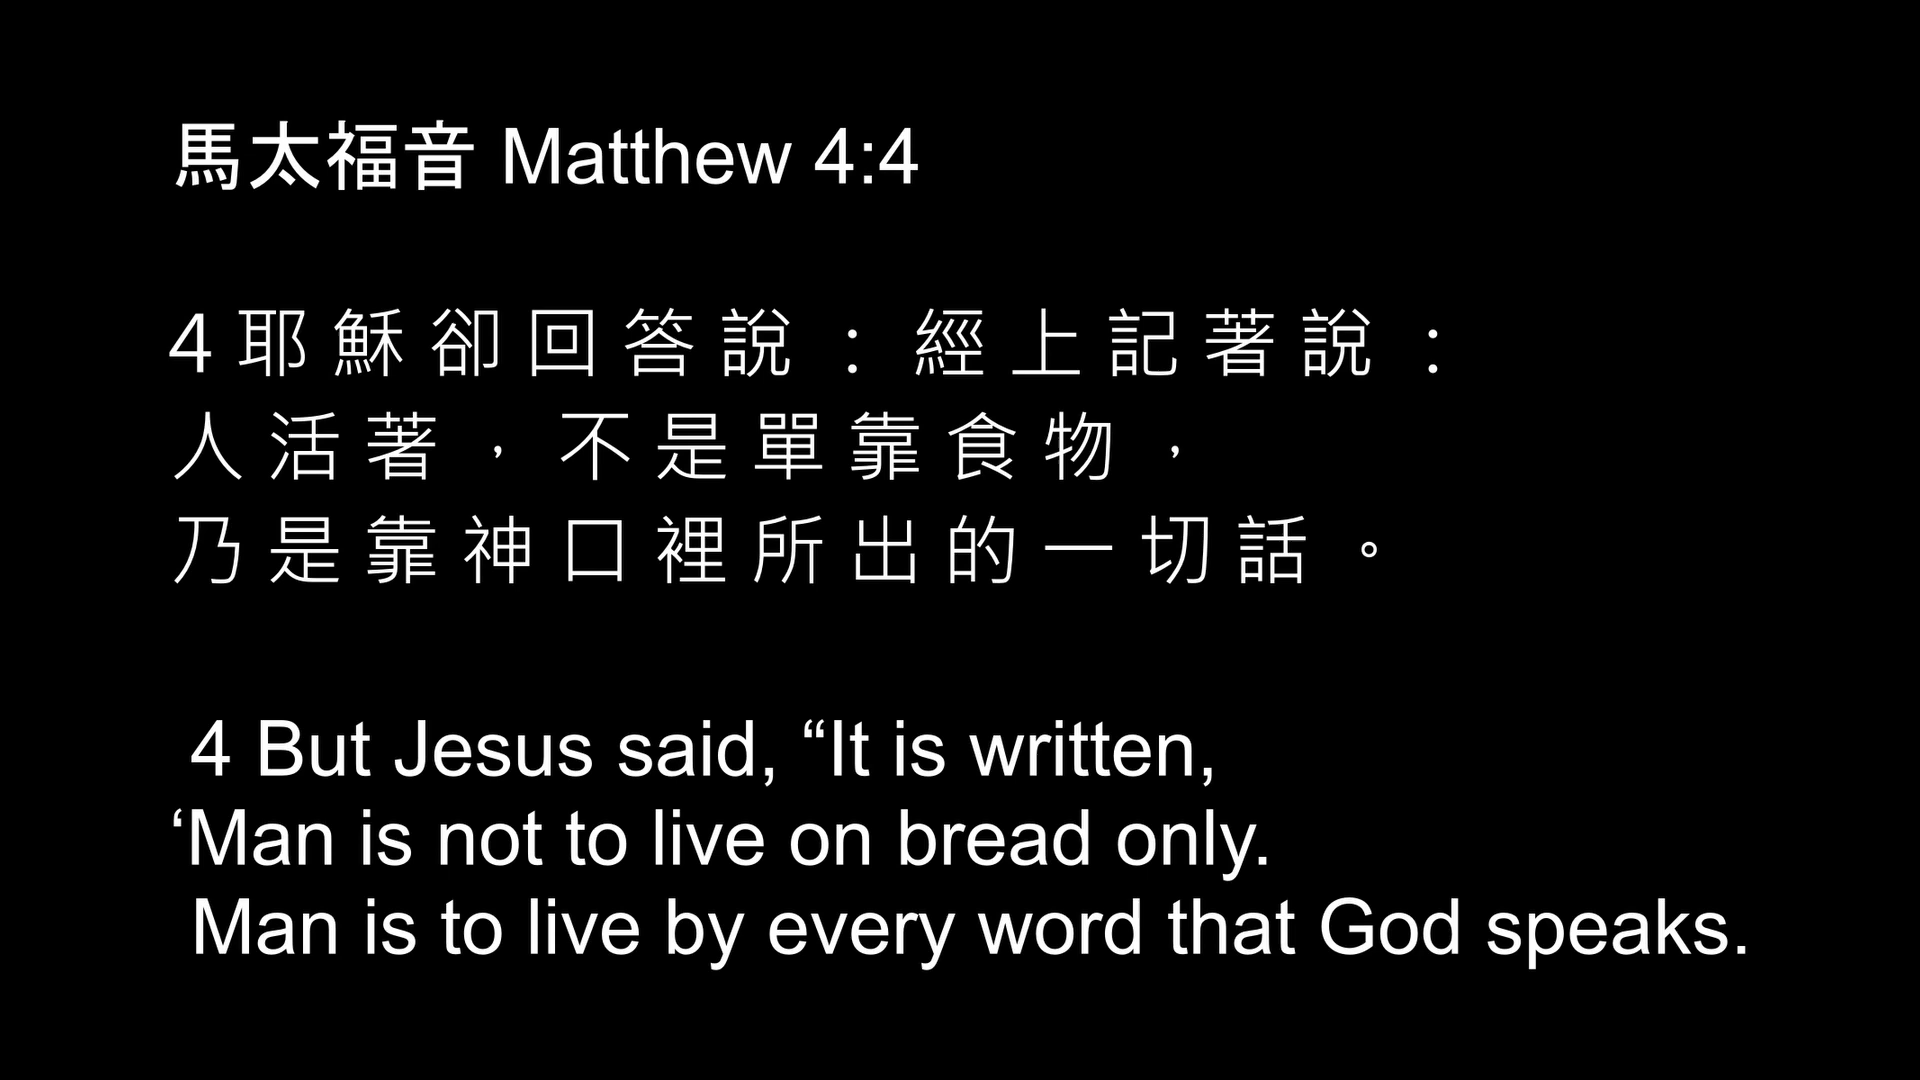 馬太福音 Matthew 4:4
4 耶 穌 卻 回 答 說 ： 經 上 記 著 說 ：
人 活 著 ， 不 是 單 靠 食 物 ，
乃 是 靠 神 口 裡 所 出 的 一 切 話 。
4 But Jesus said, “It is written,
‘Man is not to live on bread only.
Man is to live by every word that God speaks.